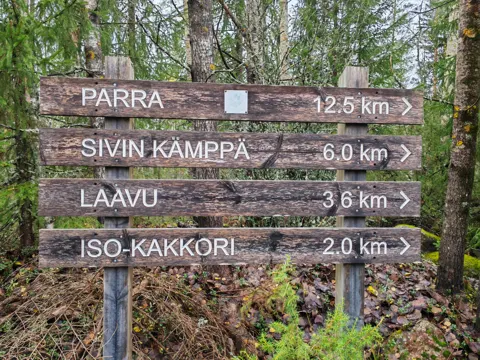 PARRA 12.5 km >
SIVIN KÄMPPÄ 6.0 km >
LAAVU 3.6 km >
ISO-KAKKORI 2.0 km >